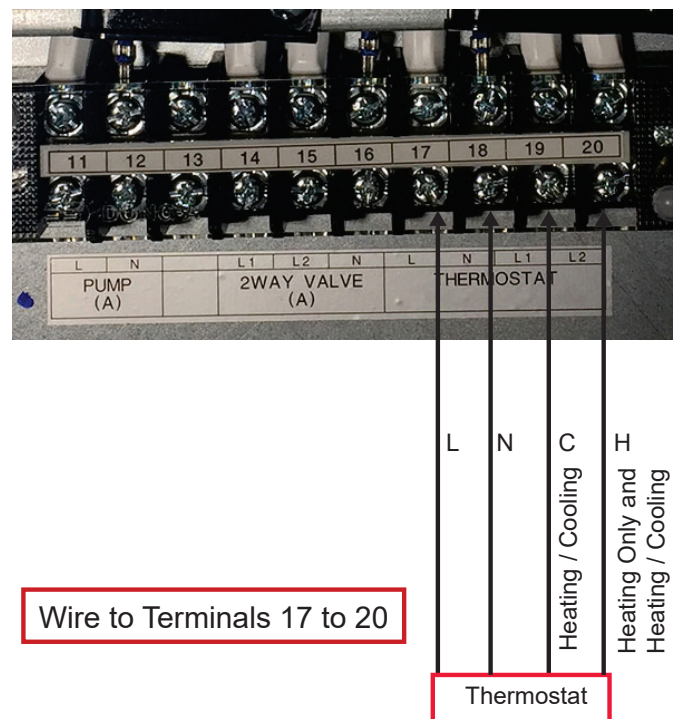 11 12 13 14 15 16 17 18 19 20
L N L1 L2 N L N L1 L2
PUMP 2WAY VALVE THERMOSTAT
(A) (A)
L N C H
Heating / Cooling
Heating Only and
Heating / Cooling
Wire to Terminals 17 to 20
Thermostat